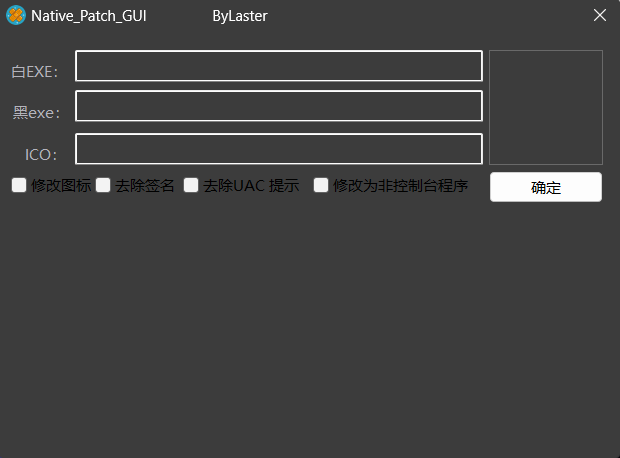 Native_Patch_GUI ByLaster
白EXE：
黑exe：
ICO：
修改图标 去除签名 去除UAC 提示 修改为非控制台程序 确定